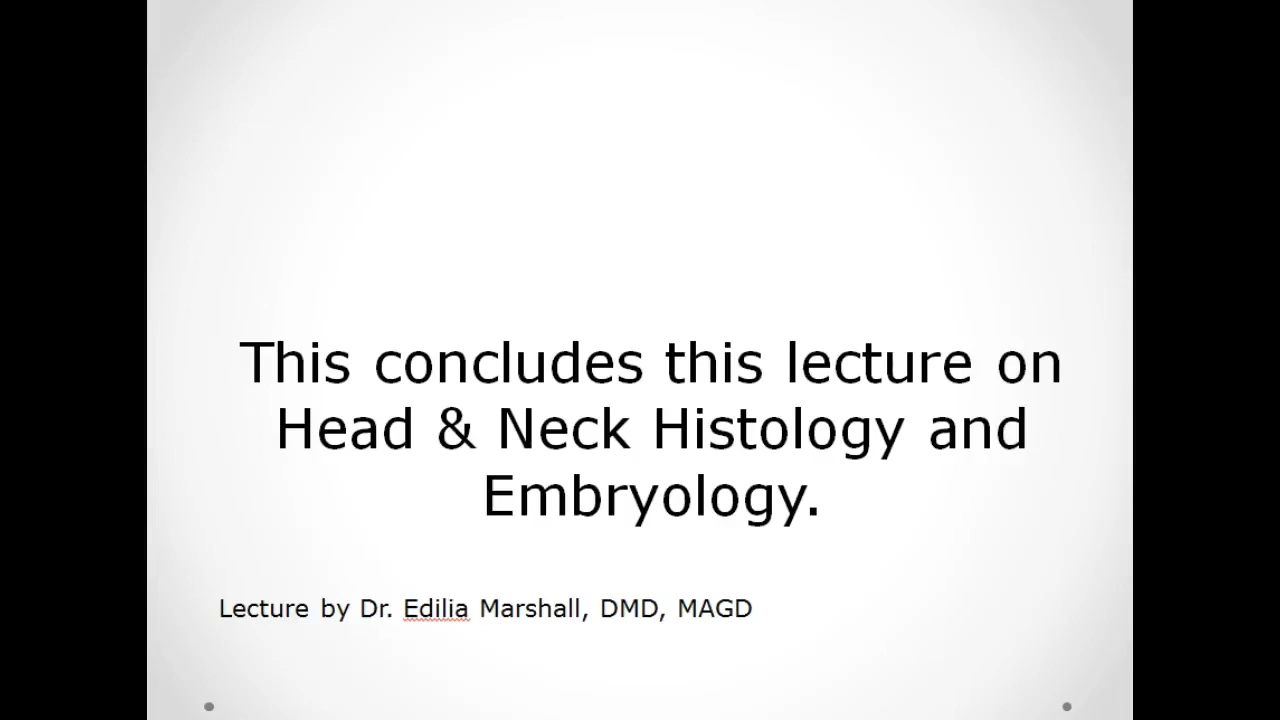 This concludes this lecture on
Head & Neck Histology and
Embryology.
Lecture by Dr. Edilia Marshall, DMD, MAGD